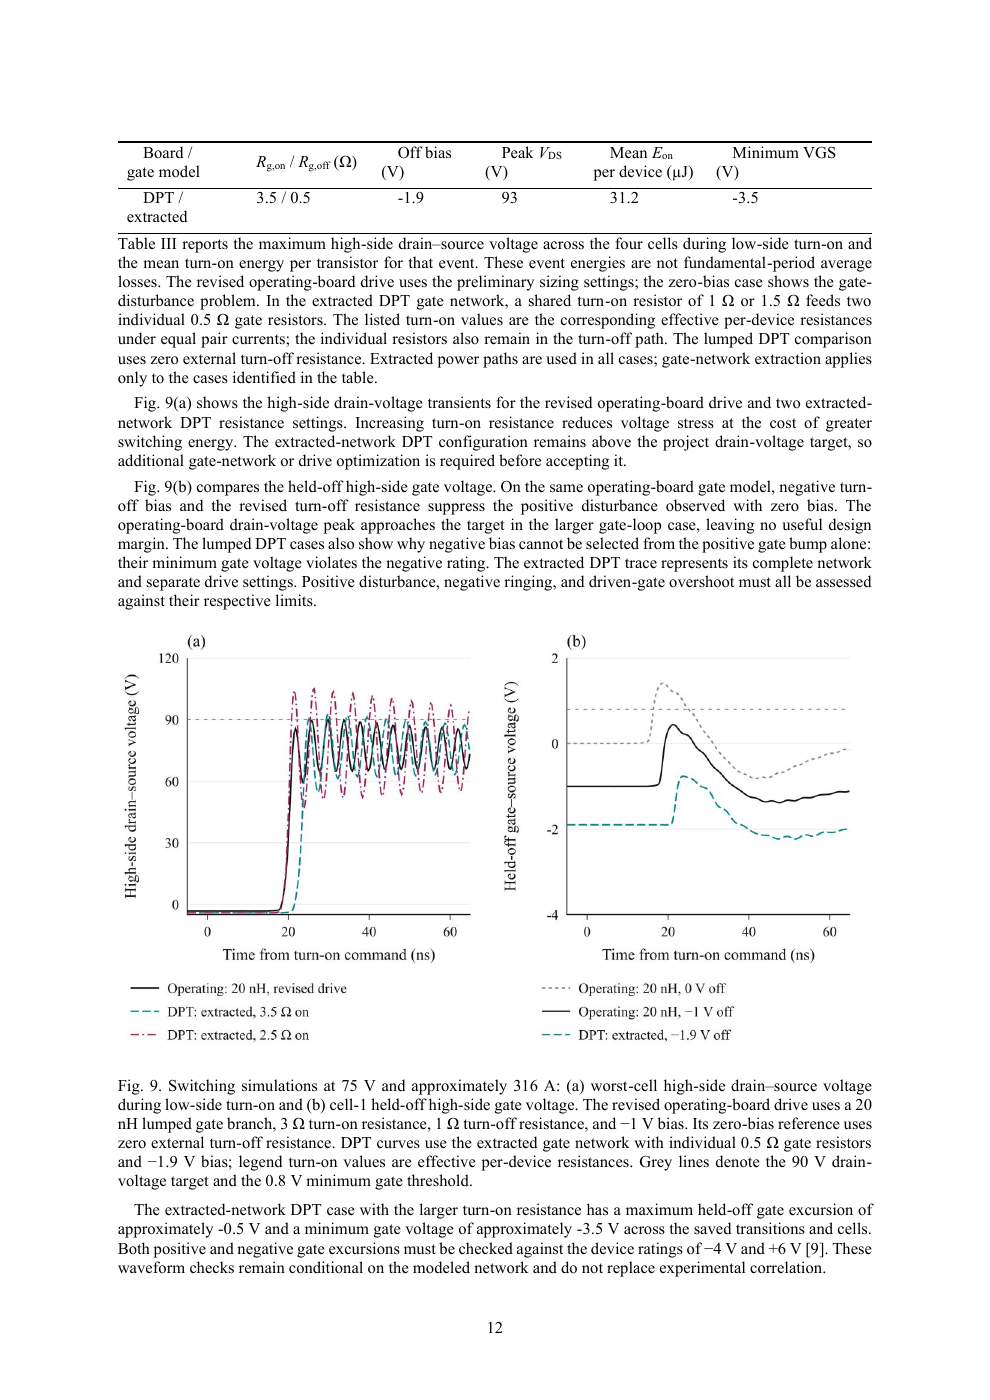 Board / gate model | Rg,on / Rg,off (Ω) | Off bias (V) | Peak VDS (V) | Mean Eon per device (µJ) | Minimum VGS (V)
DPT / extracted | 3.5 / 0.5 | -1.9 | 93 | 31.2 | -3.5
Table III reports the maximum high-side drain–source voltage across the four cells during low-side turn-on and
the mean turn-on energy per transistor for that event. These event energies are not fundamental-period average
losses. The revised operating-board drive uses the preliminary sizing settings; the zero-bias case shows the gate-
disturbance problem. In the extracted DPT gate network, a shared turn-on resistor of 1 Ω or 1.5 Ω feeds two
individual 0.5 Ω gate resistors. The listed turn-on values are the corresponding effective per-device resistances
under equal pair currents; the individual resistors also remain in the turn-off path. The lumped DPT comparison
uses zero external turn-off resistance. Extracted power paths are used in all cases; gate-network extraction applies
only to the cases identified in the table.
Fig. 9(a) shows the high-side drain-voltage transients for the revised operating-board drive and two extracted-
network DPT resistance settings. Increasing turn-on resistance reduces voltage stress at the cost of greater
switching energy. The extracted-network DPT configuration remains above the project drain-voltage target, so
additional gate-network or drive optimization is required before accepting it.
Fig. 9(b) compares the held-off high-side gate voltage. On the same operating-board gate model, negative turn-
off bias and the revised turn-off resistance suppress the positive disturbance observed with zero bias. The
operating-board drain-voltage peak approaches the target in the larger gate-loop case, leaving no useful design
margin. The lumped DPT cases also show why negative bias cannot be selected from the positive gate bump alone:
their minimum gate voltage violates the negative rating. The extracted DPT trace represents its complete network
and separate drive settings. Positive disturbance, negative ringing, and driven-gate overshoot must all be assessed
against their respective limits.
(a)
120
90
60
30
0
High-side drain–source voltage (V)
0 20 40 60
Time from turn-on command (ns)
Operating: 20 nH, revised drive
DPT: extracted, 3.5 Ω on
DPT: extracted, 2.5 Ω on
(b)
2
0
-2
-4
Held-off gate–source voltage (V)
0 20 40 60
Time from turn-on command (ns)
Operating: 20 nH, 0 V off
Operating: 20 nH, −1 V off
DPT: extracted, −1.9 V off
Fig. 9. Switching simulations at 75 V and approximately 316 A: (a) worst-cell high-side drain–source voltage
during low-side turn-on and (b) cell-1 held-off high-side gate voltage. The revised operating-board drive uses a 20
nH lumped gate branch, 3 Ω turn-on resistance, 1 Ω turn-off resistance, and −1 V bias. Its zero-bias reference uses
zero external turn-off resistance. DPT curves use the extracted gate network with individual 0.5 Ω gate resistors
and −1.9 V bias; legend turn-on values are effective per-device resistances. Grey lines denote the 90 V drain-
voltage target and the 0.8 V minimum gate threshold.
The extracted-network DPT case with the larger turn-on resistance has a maximum held-off gate excursion of
approximately -0.5 V and a minimum gate voltage of approximately -3.5 V across the saved transitions and cells.
Both positive and negative gate excursions must be checked against the device ratings of −4 V and +6 V [9]. These
waveform checks remain conditional on the modeled network and do not replace experimental correlation.
12